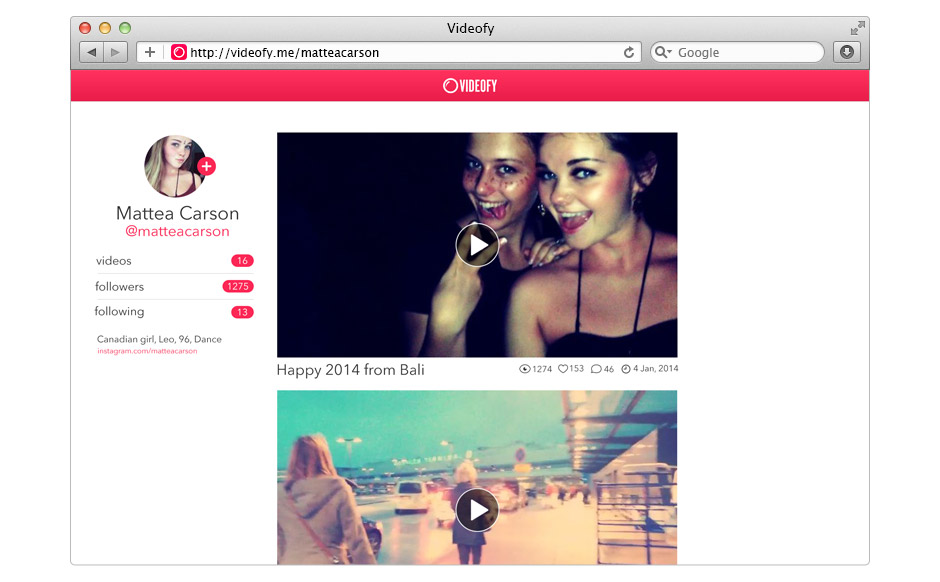 Videofy
http://videofy.me/matteacarson
Google
VIDEOFY
Mattea Carson
@matteacarson
videos 16
followers 1275
following 13
Canadian girl, Leo, 96, Dance
instagram.com/matteacarson
Happy 2014 from Bali 1274 153 46 4 Jan, 2014